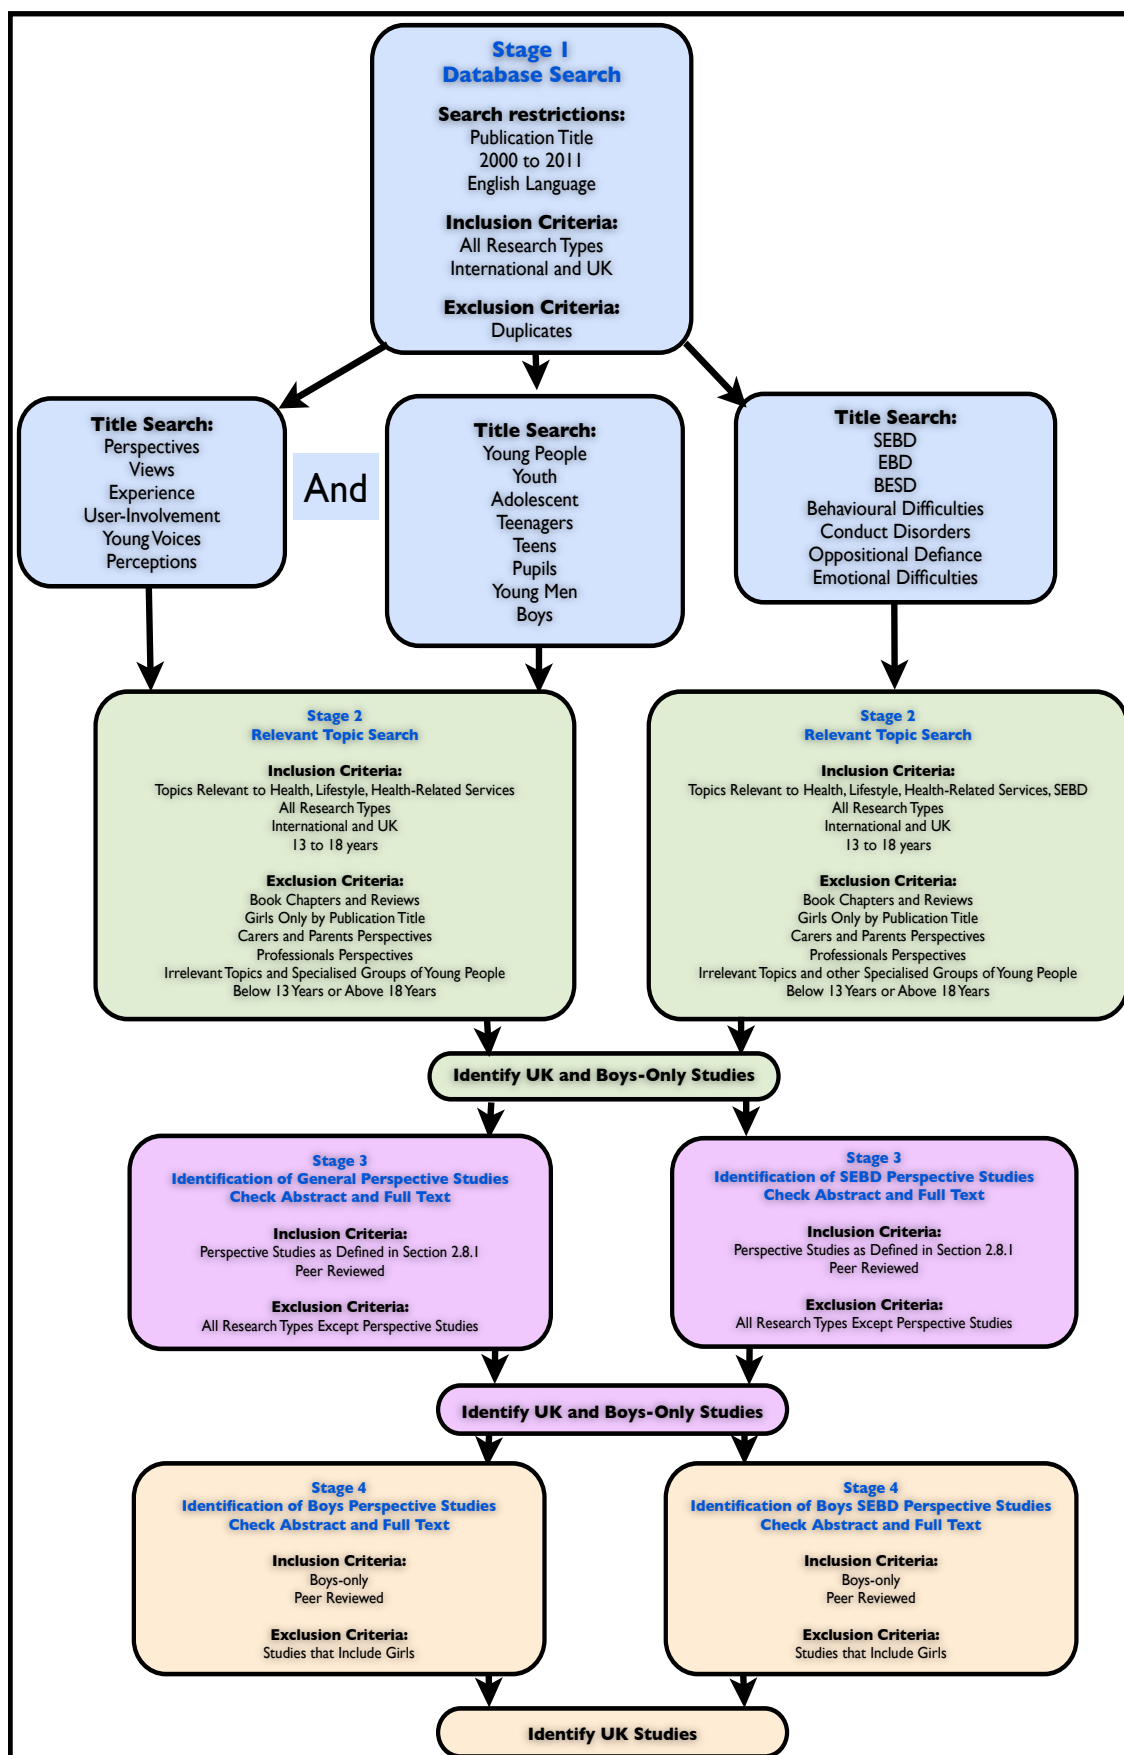 Stage 1
Database Search
Search restrictions:
Publication Title
2000 to 2011
English Language
Inclusion Criteria:
All Research Types
International and UK
Exclusion Criteria:
Duplicates
Title Search:
Perspectives
Views
Experience
User-Involvement
Young Voices
Perceptions
And
Title Search:
Young People
Youth
Adolescent
Teenagers
Teens
Pupils
Young Men
Boys
Title Search:
SEBD
EBD
BESD
Behavioural Difficulties
Conduct Disorders
Oppositional Defiance
Emotional Difficulties
Stage 2
Relevant Topic Search
Inclusion Criteria:
Topics Relevant to Health, Lifestyle, Health-Related Services
All Research Types
International and UK
13 to 18 years
Exclusion Criteria:
Book Chapters and Reviews
Girls Only by Publication Title
Carers and Parents Perspectives
Professionals Perspectives
Irrelevant Topics and Specialised Groups of Young People
Below 13 Years or Above 18 Years
Stage 2
Relevant Topic Search
Inclusion Criteria:
Topics Relevant to Health, Lifestyle, Health-Related Services, SEBD
All Research Types
International and UK
13 to 18 years
Exclusion Criteria:
Book Chapters and Reviews
Girls Only by Publication Title
Carers and Parents Perspectives
Professionals Perspectives
Irrelevant Topics and other Specialised Groups of Young People
Below 13 Years or Above 18 Years
Identify UK and Boys-Only Studies
Stage 3
Identification of General Perspective Studies
Check Abstract and Full Text
Inclusion Criteria:
Perspective Studies as Defined in Section 2.8.1
Peer Reviewed
Exclusion Criteria:
All Research Types Except Perspective Studies
Stage 3
Identification of SEBD Perspective Studies
Check Abstract and Full Text
Inclusion Criteria:
Perspective Studies as Defined in Section 2.8.1
Peer Reviewed
Exclusion Criteria:
All Research Types Except Perspective Studies
Identify UK and Boys-Only Studies
Stage 4
Identification of Boys Perspective Studies
Check Abstract and Full Text
Inclusion Criteria:
Boys-only
Peer Reviewed
Exclusion Criteria:
Studies that Include Girls
Stage 4
Identification of Boys SEBD Perspective Studies
Check Abstract and Full Text
Inclusion Criteria:
Boys-only
Peer Reviewed
Exclusion Criteria:
Studies that Include Girls
Identify UK Studies